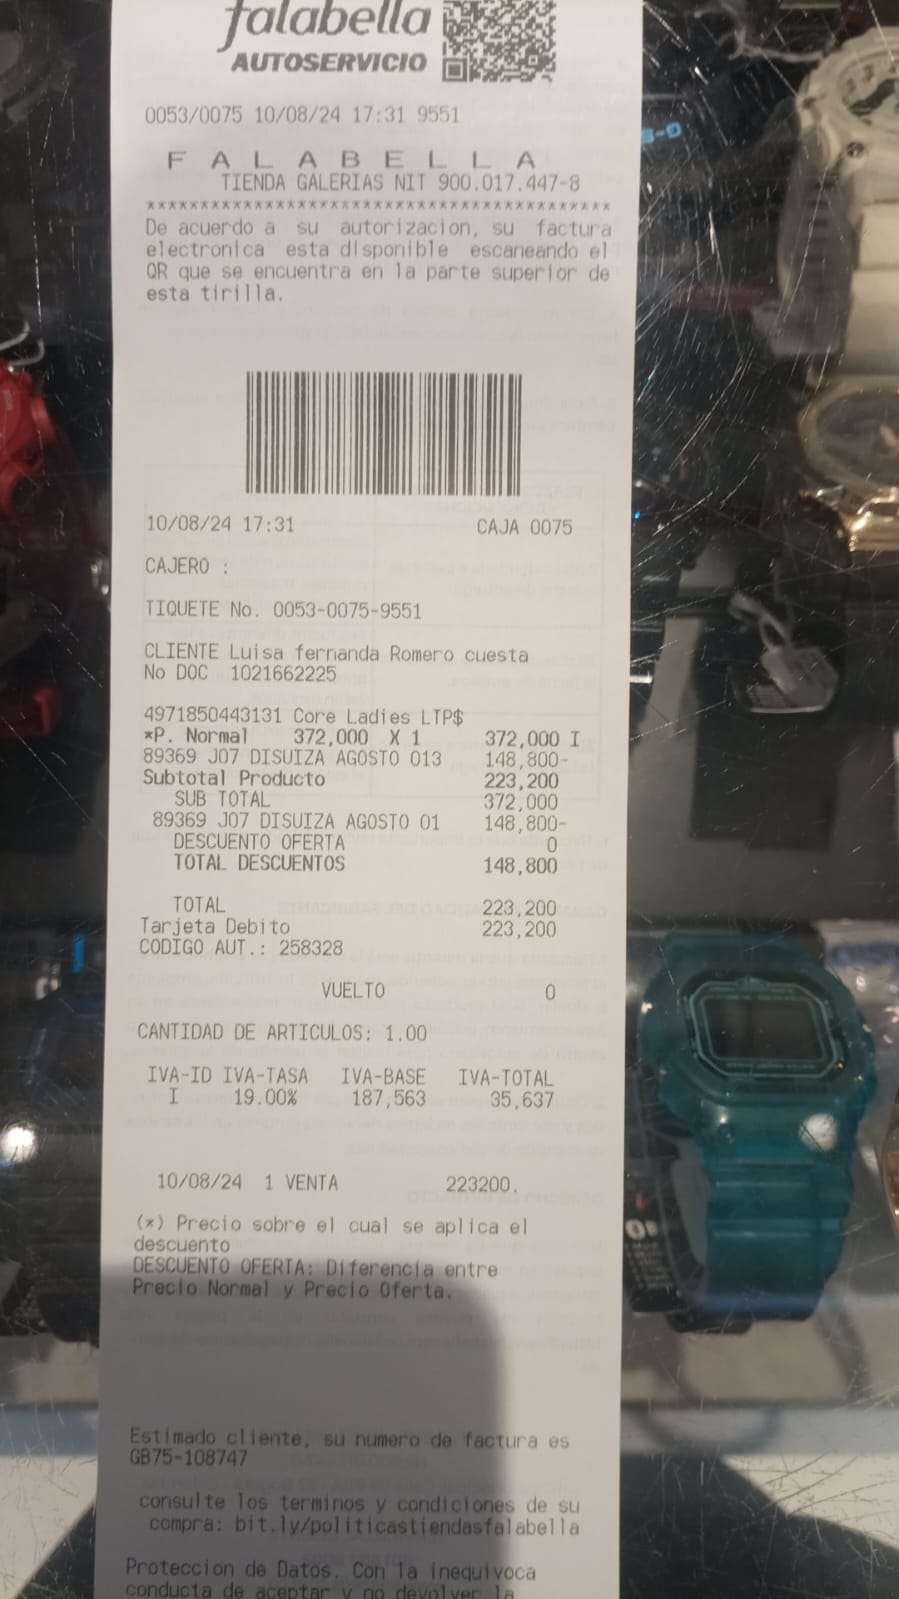 falabella
AUTOSERVICIO
0053/0075 10/08/24 17:31 9551
F A L A B E L L A
TIENDA GALERIAS NIT 900.017.447-8
*******************************************
De acuerdo a su autorizacion, su factura
electronica esta disponible escaneando el
QR que se encuentra en la parte superior de
esta tirilla.
10/08/24 17:31 CAJA 0075
CAJERO :
TIQUETE No. 0053-0075-9551
CLIENTE Luisa fernanda Romero cuesta
No DOC 1021662225
4971850443131 Core Ladies LTP$
*P. Normal 372,000 X 1 372,000 I
89369 J07 DISUIZA AGOSTO 013 148,800-
Subtotal Producto 223,200
SUB TOTAL 372,000
89369 J07 DISUIZA AGOSTO 01 148,800-
DESCUENTO OFERTA 0
TOTAL DESCUENTOS 148,800
TOTAL 223,200
Tarjeta Debito 223,200
CODIGO AUT.: 258328
VUELTO 0
CANTIDAD DE ARTICULOS: 1.00
IVA-ID IVA-TASA IVA-BASE IVA-TOTAL
I 19.00% 187,563 35,637
10/08/24 1 VENTA 223200.
(*) Precio sobre el cual se aplica el
descuento
DESCUENTO OFERTA: Diferencia entre
Precio Normal y Precio Oferta.
Estimado cliente, su numero de factura es
GB75-108747
consulte los terminos y condiciones de su
compra: bit.ly/politicastiendasfalabella
Proteccion de Datos. Con la inequivoca
conducta de aceptar y no devolver la